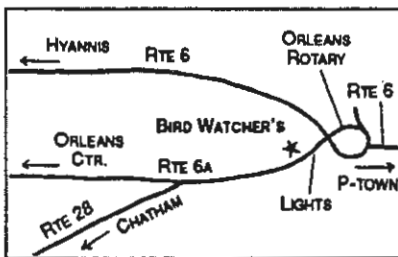 HYANNIS
RTE 6
ORLEANS
ROTARY
RTE 6
ORLEANS
CTR.
BIRD WATCHER'S
RTE 6A
P-TOWN
LIGHTS
RTE 28
CHATHAM